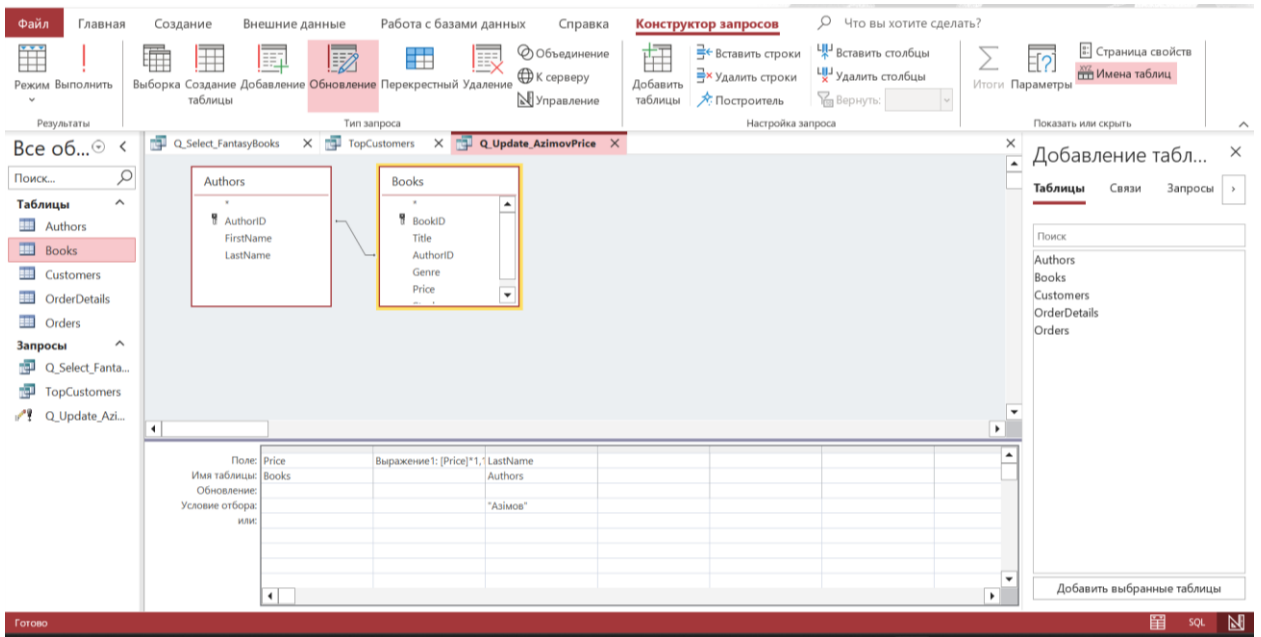 Файл Главная Создание Внешние данные Работа с базами данных Справка Конструктор запросов Что вы хотите сделать?
Режим Выполнить
Результаты
Выборка Создание таблицы Добавление Обновление Перекрестный Удаление
Объединение
К серверу
Управление
Тип запроса
Добавить таблицы
Вставить строки
Удалить строки
Построитель
Вставить столбцы
Удалить столбцы
Вернуть:
Настройка запроса
Итоги Параметры
Страница свойств
XYZ
Имена таблиц
Показать или скрыть
Все об...
Поиск...
Таблицы
Authors
Books
Customers
OrderDetails
Orders
Запросы
Q_Select_Fanta...
TopCustomers
Q_Update_Azi...
Q_Select_FantasyBooks TopCustomers Q_Update_AzimovPrice
Authors
*
AuthorID
FirstName
LastName
Books
*
BookID
Title
AuthorID
Genre
Price
Поле: Price Выражение1: [Price]*1, LastName
Имя таблицы: Books Authors
Обновление:
Условие отбора: "Азімов"
или:
Добавление табл...
Таблицы Связи Запросы
Поиск
Authors
Books
Customers
OrderDetails
Orders
Добавить выбранные таблицы
Готово SQL